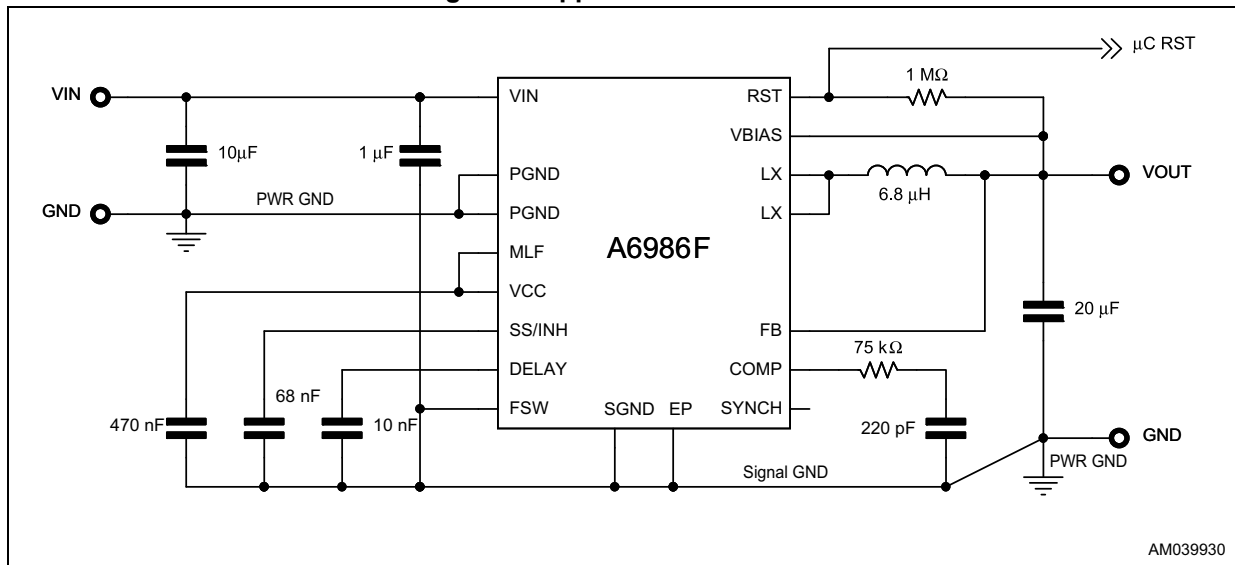 μC RST
1 MΩ
VIN
VIN
RST
VBIAS
10μF
1 μF
PGND
LX
VOUT
6.8 μH
PWR GND
GND
PGND
LX
A6986F
MLF
VCC
20 μF
SS/INH
FB
75 kΩ
DELAY
COMP
68 nF
FSW
SGND
EP
SYNCH
470 nF
10 nF
220 pF
GND
PWR GND
Signal GND
AM039930